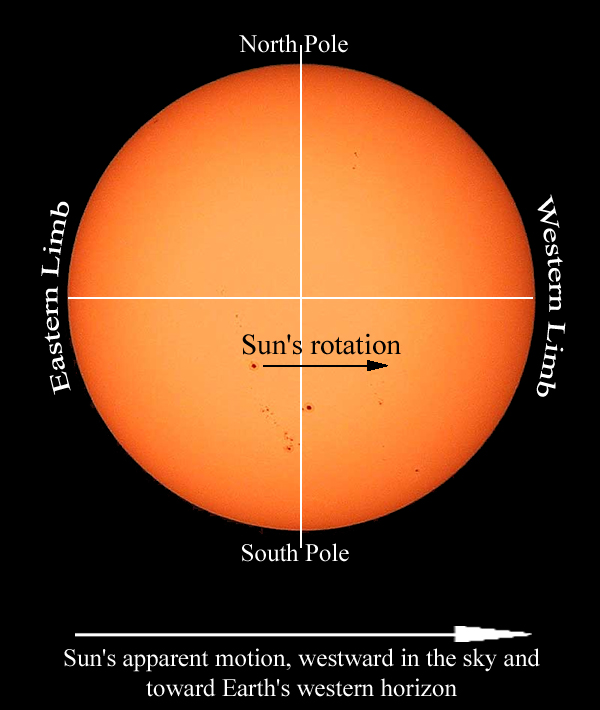 North Pole
Eastern Limb
Western Limb
Sun's rotation
South Pole
Sun's apparent motion, westward in the sky and
toward Earth's western horizon